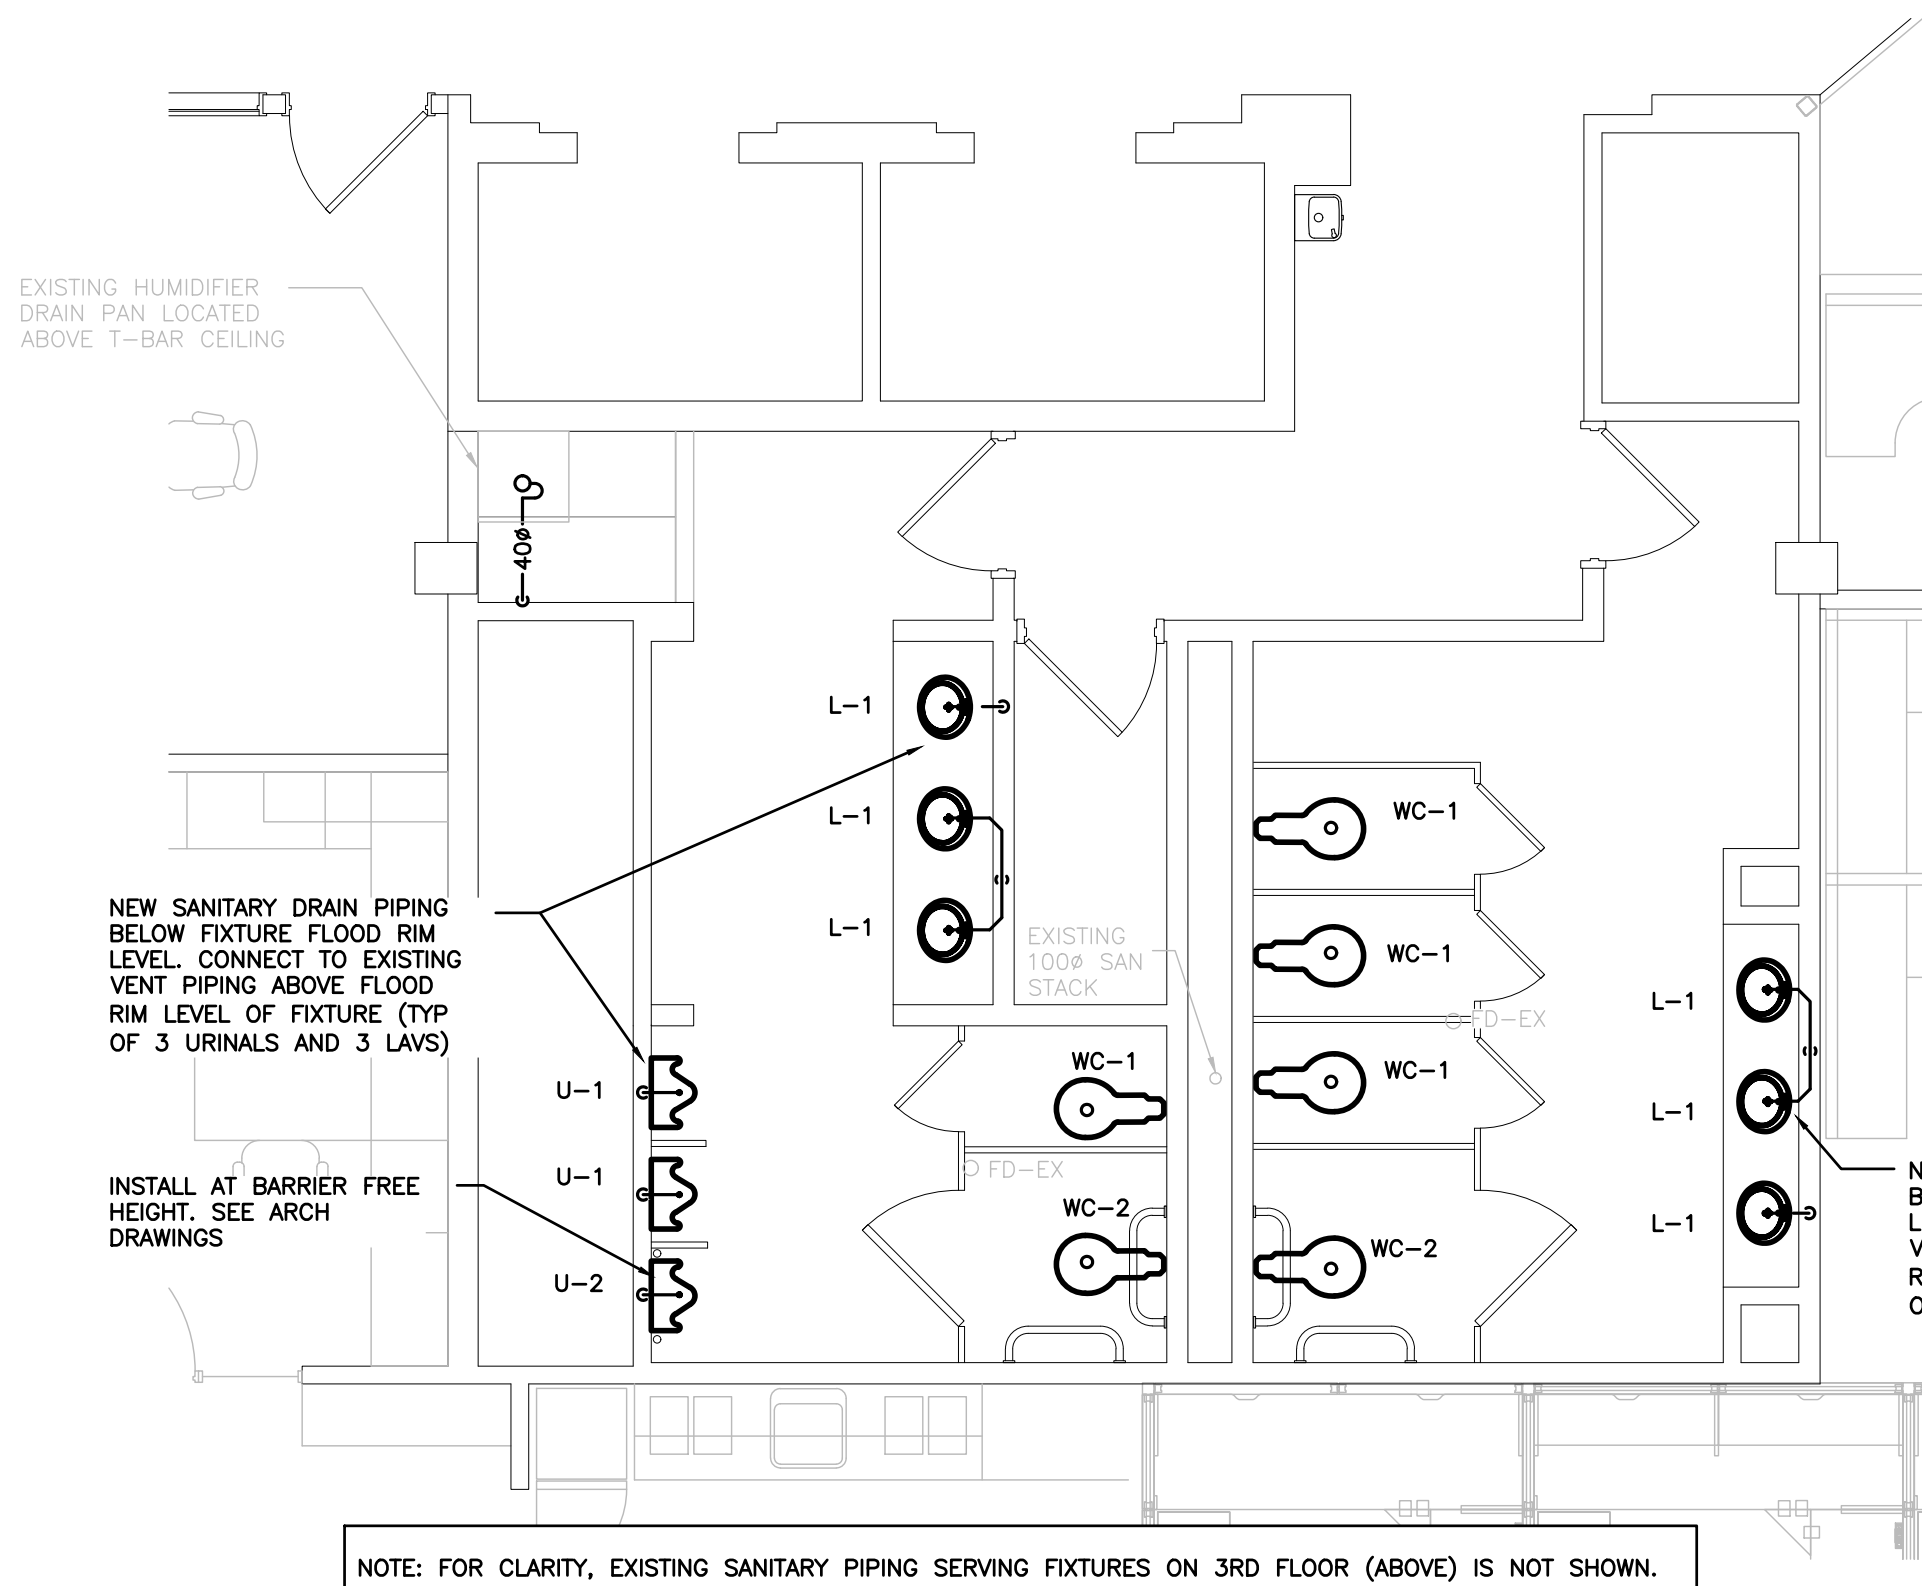 EXISTING HUMIDIFIER
DRAIN PAN LOCATED
ABOVE T-BAR CEILING
40ø
L-1
L-1
L-1
NEW SANITARY DRAIN PIPING
BELOW FIXTURE FLOOD RIM
LEVEL. CONNECT TO EXISTING
VENT PIPING ABOVE FLOOD
RIM LEVEL OF FIXTURE (TYP
OF 3 URINALS AND 3 LAVS)
EXISTING
100ø SAN
STACK
WC-1
WC-1
WC-1
FD-EX
L-1
L-1
L-1
U-1
U-1
U-2
WC-1
FD-EX
WC-2
WC-2
INSTALL AT BARRIER FREE
HEIGHT. SEE ARCH
DRAWINGS
N
B
L
V
R
O
NOTE: FOR CLARITY, EXISTING SANITARY PIPING SERVING FIXTURES ON 3RD FLOOR (ABOVE) IS NOT SHOWN.